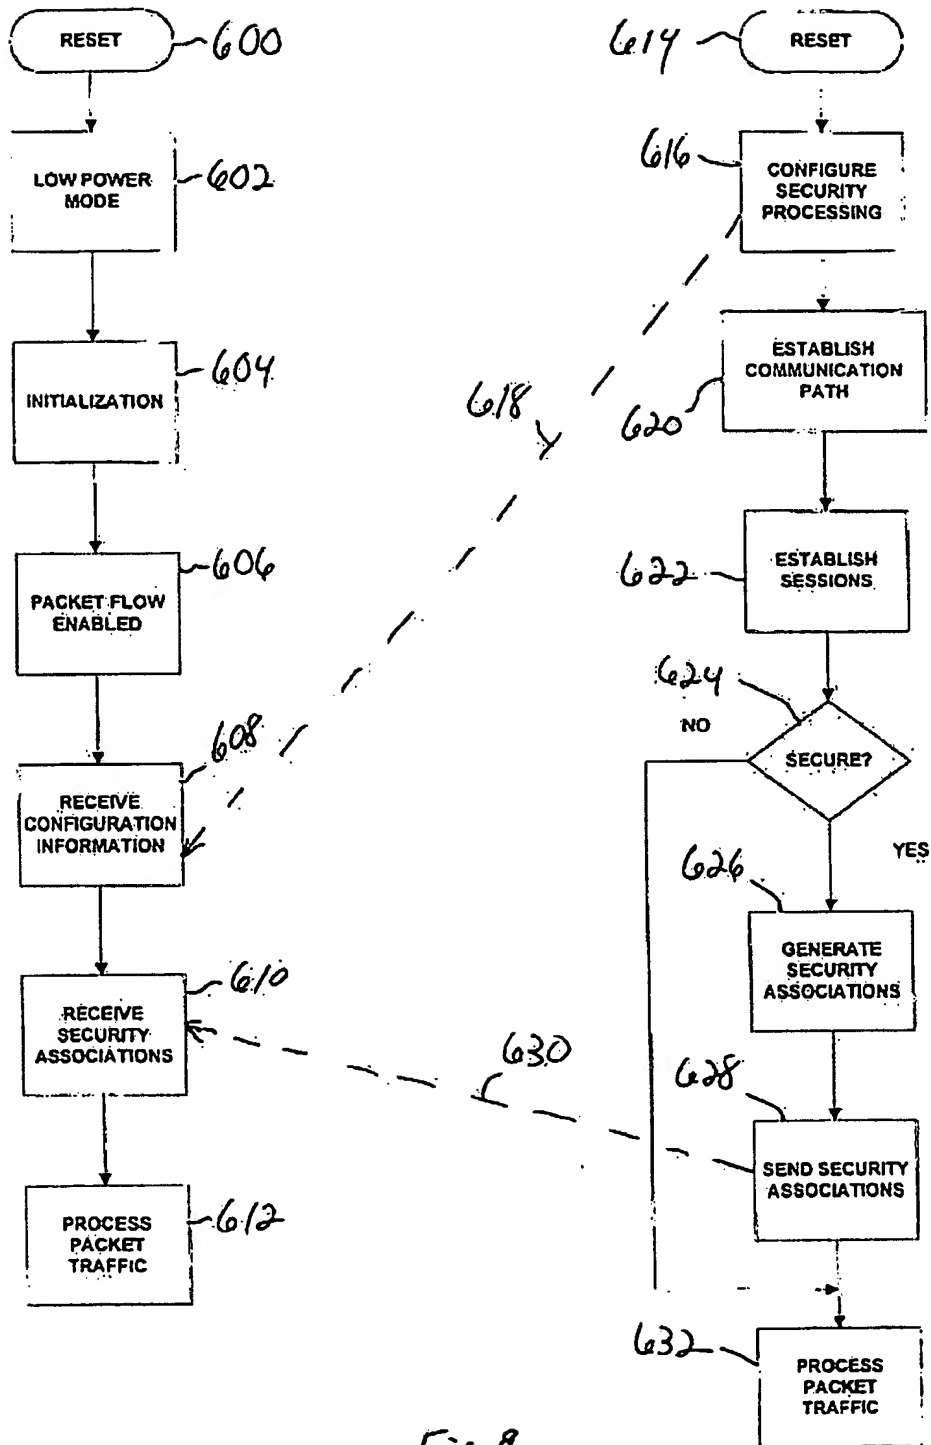 RESET
600
LOW POWER
MODE
602
INITIALIZATION
604
PACKET FLOW
ENABLED
606
RECEIVE
CONFIGURATION
INFORMATION
608
RECEIVE
SECURITY
ASSOCIATIONS
610
PROCESS
PACKET
TRAFFIC
612
614
RESET
616
CONFIGURE
SECURITY
PROCESSING
618
ESTABLISH
COMMUNICATION
PATH
620
622
ESTABLISH
SESSIONS
624
NO
SECURE?
YES
626
GENERATE
SECURITY
ASSOCIATIONS
628
630
SEND SECURITY
ASSOCIATIONS
632
PROCESS
PACKET
TRAFFIC
Fig 8